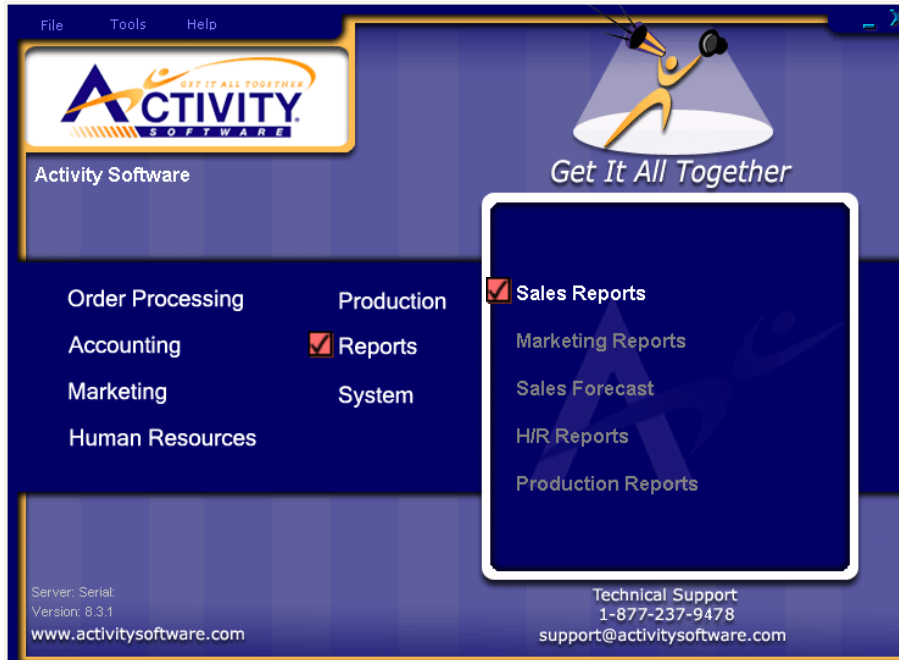 File Tools Help
GET IT ALL TOGETHER
ACTIVITY
SOFTWARE
Activity Software
Get It All Together
Order Processing
Accounting
Marketing
Human Resources
Production
Reports
System
Sales Reports
Marketing Reports
Sales Forecast
H/R Reports
Production Reports
Server: Serial:
Version: 8.3.1
www.activitysoftware.com
Technical Support
1-877-237-9478
support@activitysoftware.com